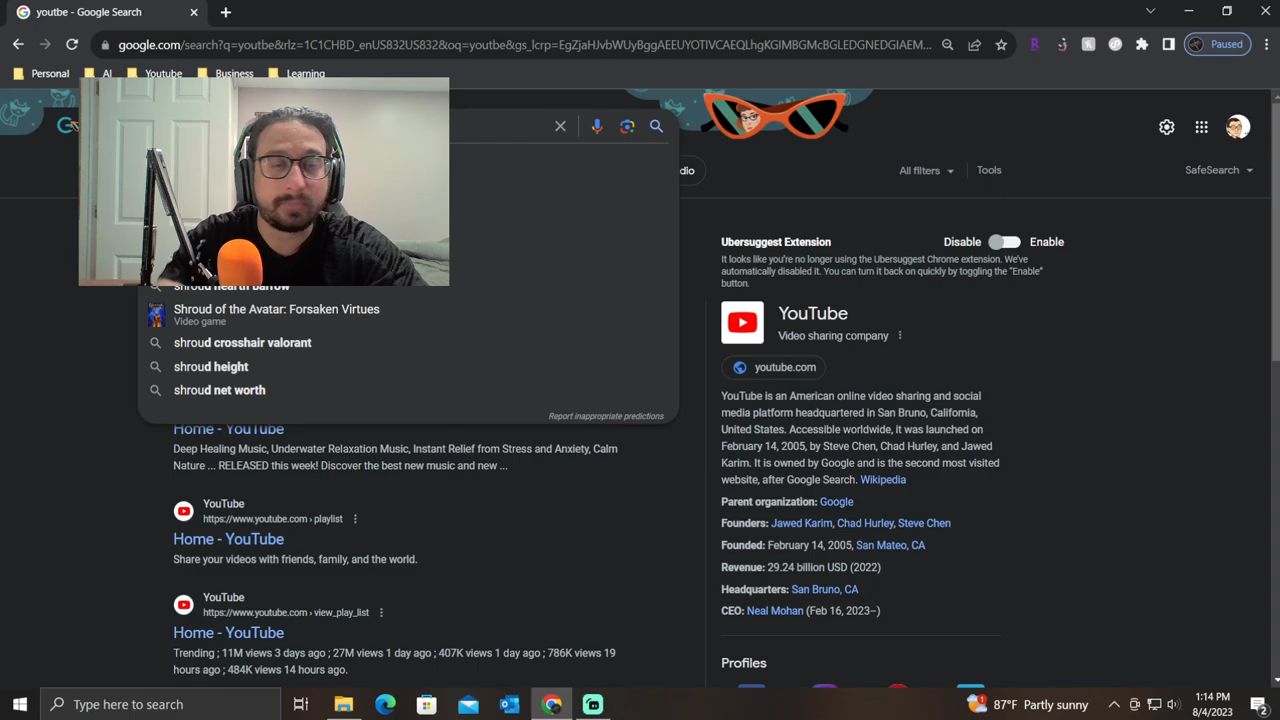 youtbe - Google Search
google.com/search?q=youtbe&rlz=1C1CHBD_enUS832US832&oq=youtbe&gs_lcrp=EgZjaHJvbWUyBggAEEUYOTIVCAEQLhgKGIMBGMcBGLEDGNEDGIAEM...
Paused
Personal
AI
Youtube
Business
Learning
All filters
Tools
SafeSearch
Shroud of the Avatar: Forsaken Virtues
Video game
shroud crosshair valorant
shroud height
shroud net worth
Report inappropriate predictions
Home - YouTube
Deep Healing Music, Underwater Relaxation Music, Instant Relief from Stress and Anxiety, Calm
Nature ... RELEASED this week! Discover the best new music and new ...
YouTube
https://www.youtube.com › playlist
Home - YouTube
Share your videos with friends, family, and the world.
YouTube
https://www.youtube.com › view_play_list
Home - YouTube
Trending ; 11M views 3 days ago ; 27M views 1 day ago ; 407K views 1 day ago ; 786K views 19
hours ago ; 484K views 14 hours ago.
Ubersuggest Extension
Disable
Enable
It looks like you're no longer using the Ubersuggest Chrome extension. We've
automatically disabled it. You can turn it back on quickly by toggling the "Enable"
button.
YouTube
Video sharing company
youtube.com
YouTube is an American online video sharing and social
media platform headquartered in San Bruno, California,
United States. Accessible worldwide, it was launched on
February 14, 2005, by Steve Chen, Chad Hurley, and Jawed
Karim. It is owned by Google and is the second most visited
website, after Google Search. Wikipedia
Parent organization: Google
Founders: Jawed Karim, Chad Hurley, Steve Chen
Founded: February 14, 2005, San Mateo, CA
Revenue: 29.24 billion USD (2022)
Headquarters: San Bruno, CA
CEO: Neal Mohan (Feb 16, 2023–)
Profiles
Type here to search
87°F Partly sunny
1:14 PM
8/4/2023
2